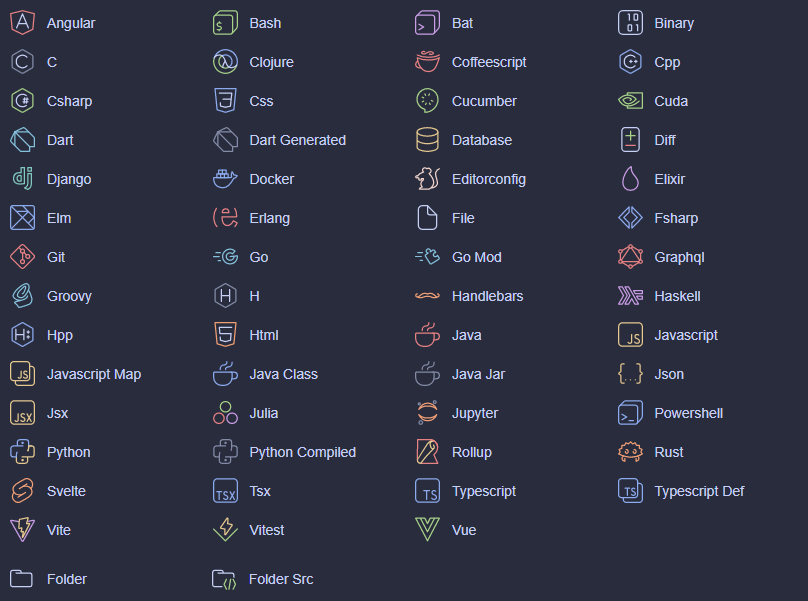 Angular Bash Bat Binary
C Clojure Coffeescript Cpp
Csharp Css Cucumber Cuda
Dart Dart Generated Database Diff
Django Docker Editorconfig Elixir
Elm Erlang File Fsharp
Git Go Go Mod Graphql
Groovy H Handlebars Haskell
Hpp Html Java Javascript
Javascript Map Java Class Java Jar Json
Jsx Julia Jupyter Powershell
Python Python Compiled Rollup Rust
Svelte Tsx Typescript Typescript Def
Vite Vitest Vue
Folder Folder Src